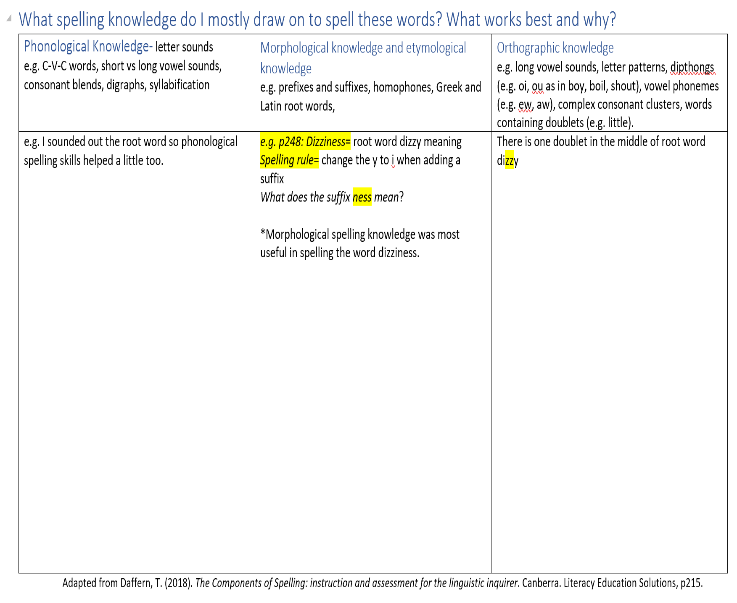 What spelling knowledge do I mostly draw on to spell these words? What works best and why?
Phonological Knowledge- letter sounds
e.g. C-V-C words, short vs long vowel sounds,
consonant blends, digraphs, syllabification
Morphological knowledge and etymological
knowledge
e.g. prefixes and suffixes, homophones, Greek and
Latin root words,
Orthographic knowledge
e.g. long vowel sounds, letter patterns, dipthongs
(e.g. oi, ou as in boy, boil, shout), vowel phonemes
(e.g. ew, aw), complex consonant clusters, words
containing doublets (e.g. little).
e.g. I sounded out the root word so phonological
spelling skills helped a little too.
e.g. p248: Dizziness= root word dizzy meaning
Spelling rule= change the y to i when adding a
suffix
What does the suffix ness mean?
*Morphological spelling knowledge was most
useful in spelling the word dizziness.
There is one doublet in the middle of root word
dizzy
Adapted from Daffern, T. (2018). The Components of Spelling: instruction and assessment for the linguistic inquirer. Canberra. Literacy Education Solutions, p215.